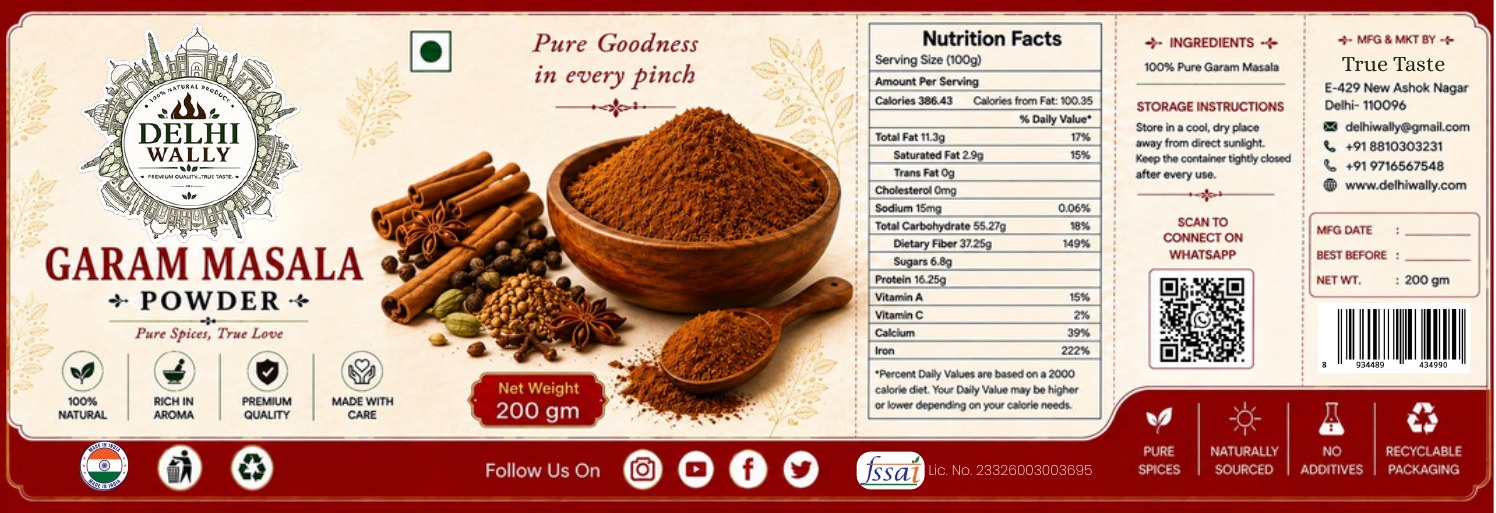 100% NATURAL PRODUCT
DELHI
WALLY
PREMIUM QUALITY...TRUE TASTE.
GARAM MASALA
POWDER
Pure Spices, True Love
100%
NATURAL
RICH IN
AROMA
PREMIUM
QUALITY
MADE WITH
CARE
Pure Goodness
in every pinch
Net Weight
200 gm
Nutrition Facts
Serving Size (100g)
Amount Per Serving
Calories 386.43 Calories from Fat: 100.35
% Daily Value*
Total Fat 11.3g 17%
Saturated Fat 2.9g 15%
Trans Fat 0g
Cholesterol 0mg
Sodium 15mg 0.06%
Total Carbohydrate 55.27g 18%
Dietary Fiber 37.25g 149%
Sugars 6.8g
Protein 16.25g
Vitamin A 15%
Vitamin C 2%
Calcium 39%
Iron 222%
*Percent Daily Values are based on a 2000
calorie diet. Your Daily Value may be higher
or lower depending on your calorie needs.
INGREDIENTS
100% Pure Garam Masala
STORAGE INSTRUCTIONS
Store in a cool, dry place
away from direct sunlight.
Keep the container tightly closed
after every use.
SCAN TO
CONNECT ON
WHATSAPP
MFG & MKT BY
True Taste
E-429 New Ashok Nagar
Delhi- 110096
delhiwally@gmail.com
+91 8810303231
+91 9716567548
www.delhiwally.com
MFG DATE :
BEST BEFORE :
NET WT. : 200 gm
8 934489 434990
MADE IN INDIA
MADE IN INDIA
Follow Us On
fssai Lic. No. 23326003003695
PURE
SPICES
NATURALLY
SOURCED
NO
ADDITIVES
RECYCLABLE
PACKAGING